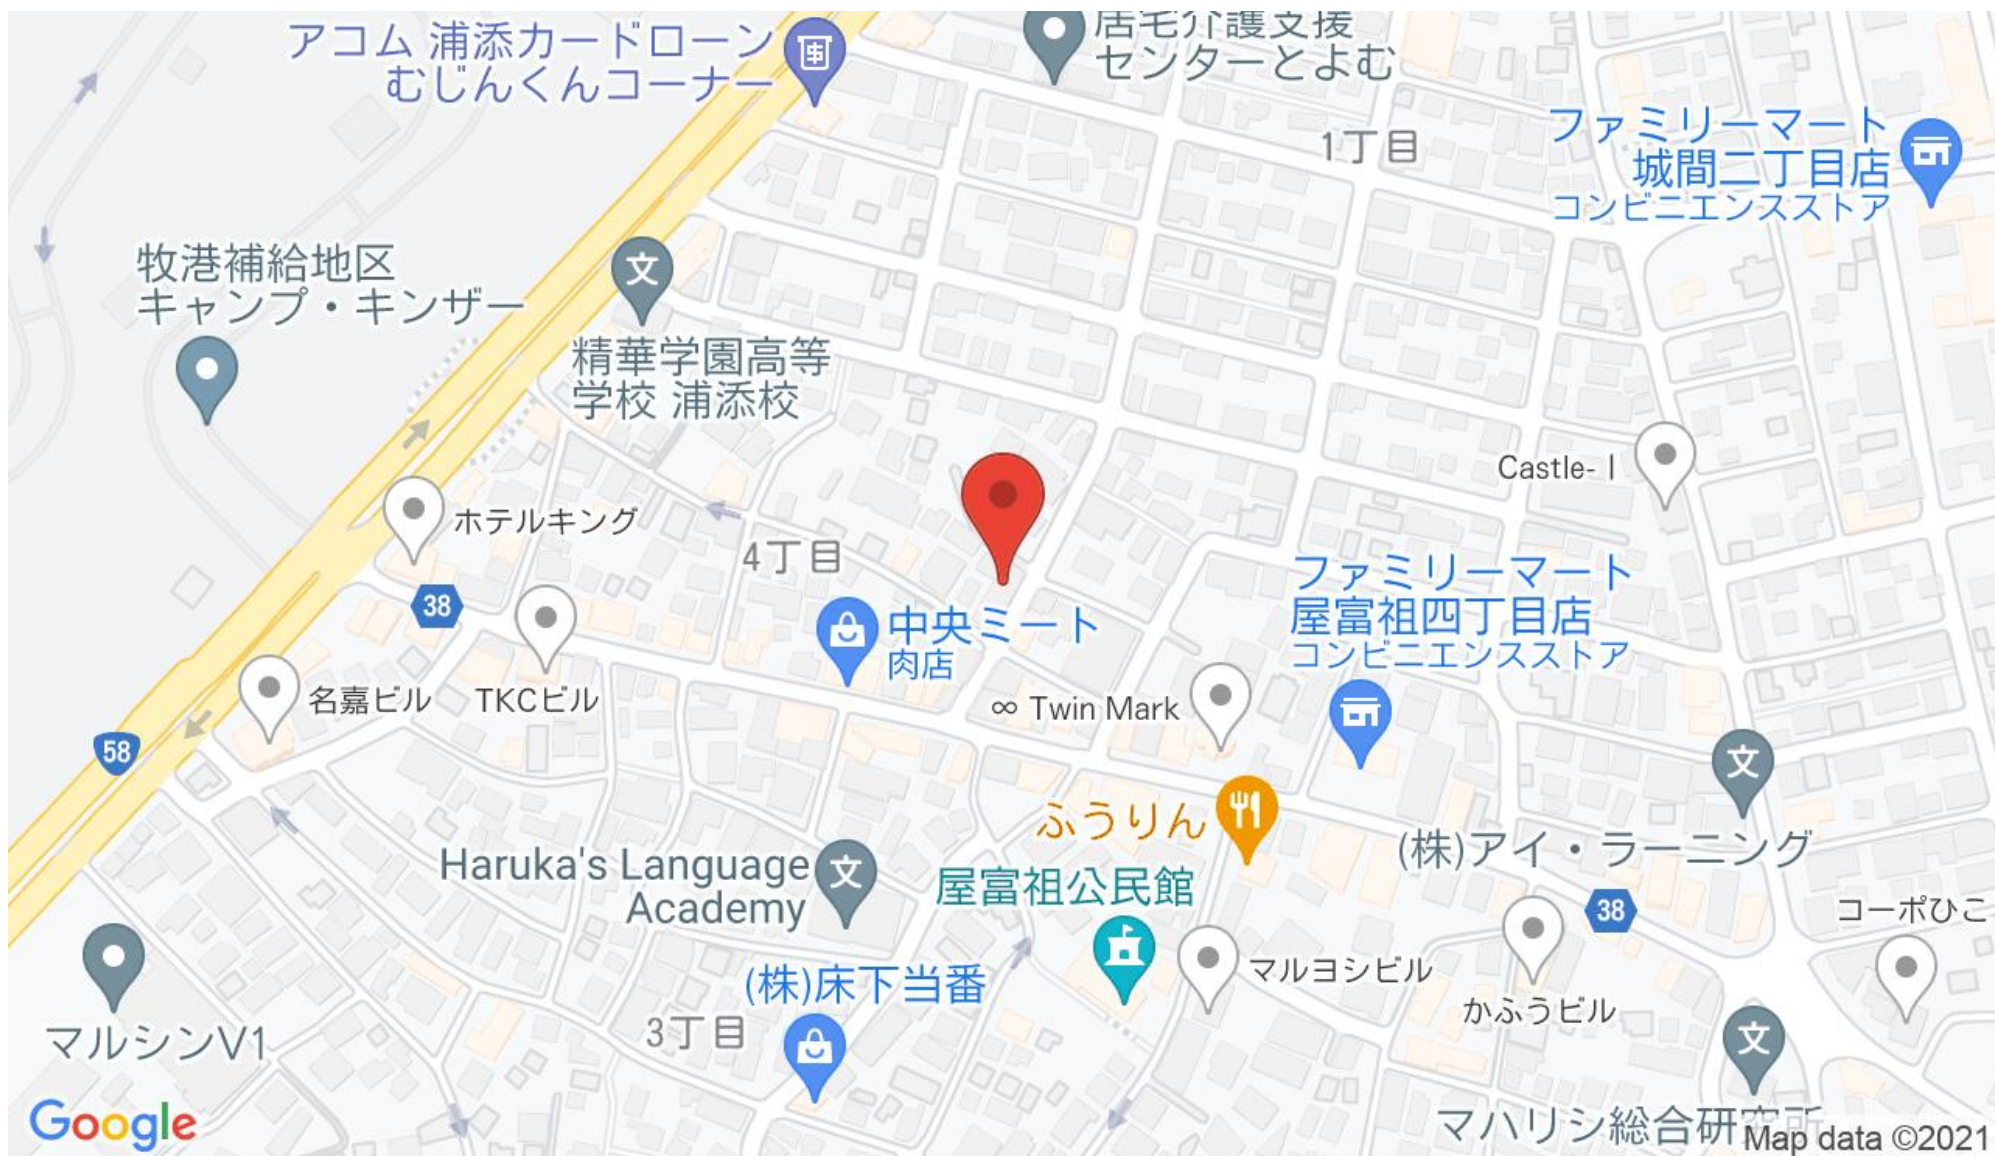 アコム 浦添カードローン
むじんくんコーナー
居宅介護支援
センターとよむ
1丁目
ファミリーマート
城間二丁目店
コンビニエンスストア
牧港補給地区
キャンプ・キンザー
精華学園高等
学校 浦添校
Castle-Ⅰ
ホテルキング
4丁目
38
中央ミート
肉店
ファミリーマート
屋富祖四丁目店
コンビニエンスストア
名嘉ビル
TKCビル
∞ Twin Mark
58
ふうりん
Haruka's Language
Academy
屋富祖公民館
(株)アイ・ラーニング
38
コーポひこ
マルヨシビル
かふうビル
(株)床下当番
3丁目
マルシンV1
マハリシ総合研究所
Google
Map data ©2021